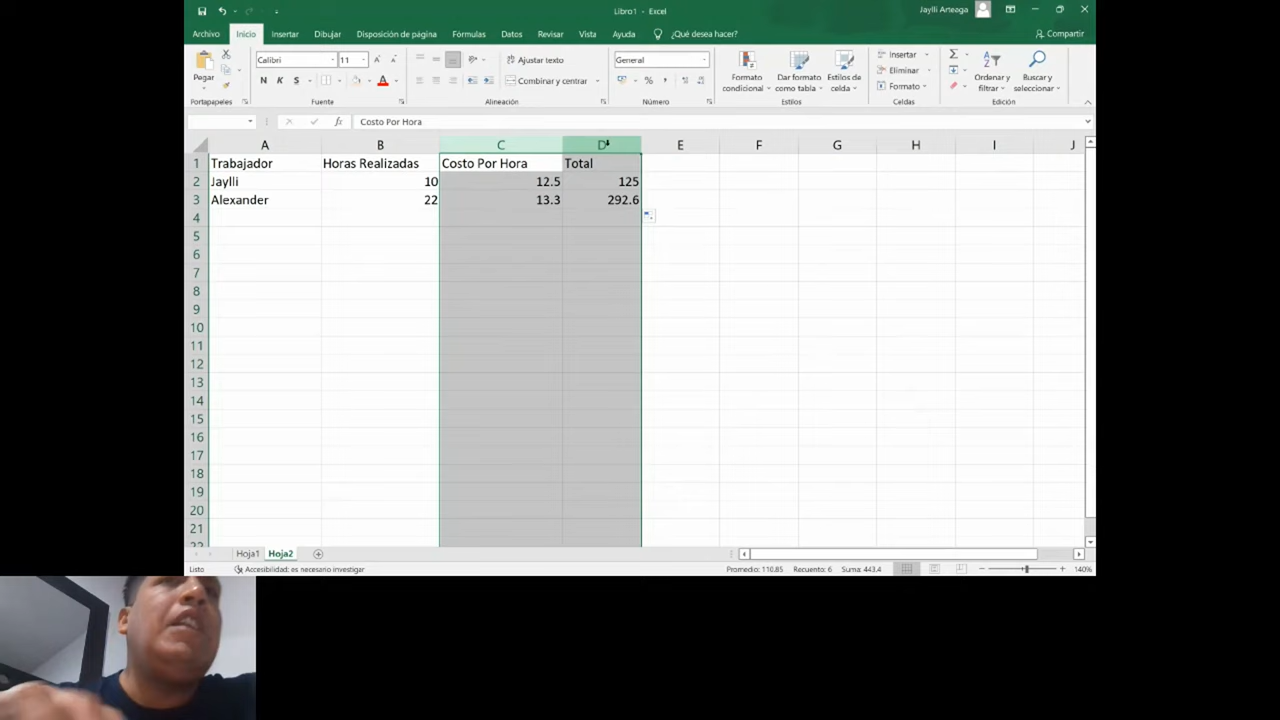 Libro1 - Excel
Jaylli Arteaga
Archivo Inicio Insertar Dibujar Disposición de página Fórmulas Datos Revisar Vista Ayuda ¿Qué desea hacer? Compartir
Pegar
Calibri 11
N K S
Ajustar texto
Combinar y centrar
General
%
Formato condicional
Dar formato como tabla
Estilos de celda
Insertar
Eliminar
Formato
Ordenar y filtrar
Buscar y seleccionar
Portapapeles Fuente Alineación Número Estilos Celdas Edición
fx Costo Por Hora
A B C D E F G H I J
1 Trabajador Horas Realizadas Costo Por Hora Total
2 Jaylli 10 12.5 125
3 Alexander 22 13.3 292.6
4
5
6
7
8
9
10
11
12
13
14
15
16
17
18
19
20
21
22
Hoja1 Hoja2
Listo Accesibilidad: es necesario investigar Promedio: 110.85 Recuento: 6 Suma: 443.4 140%